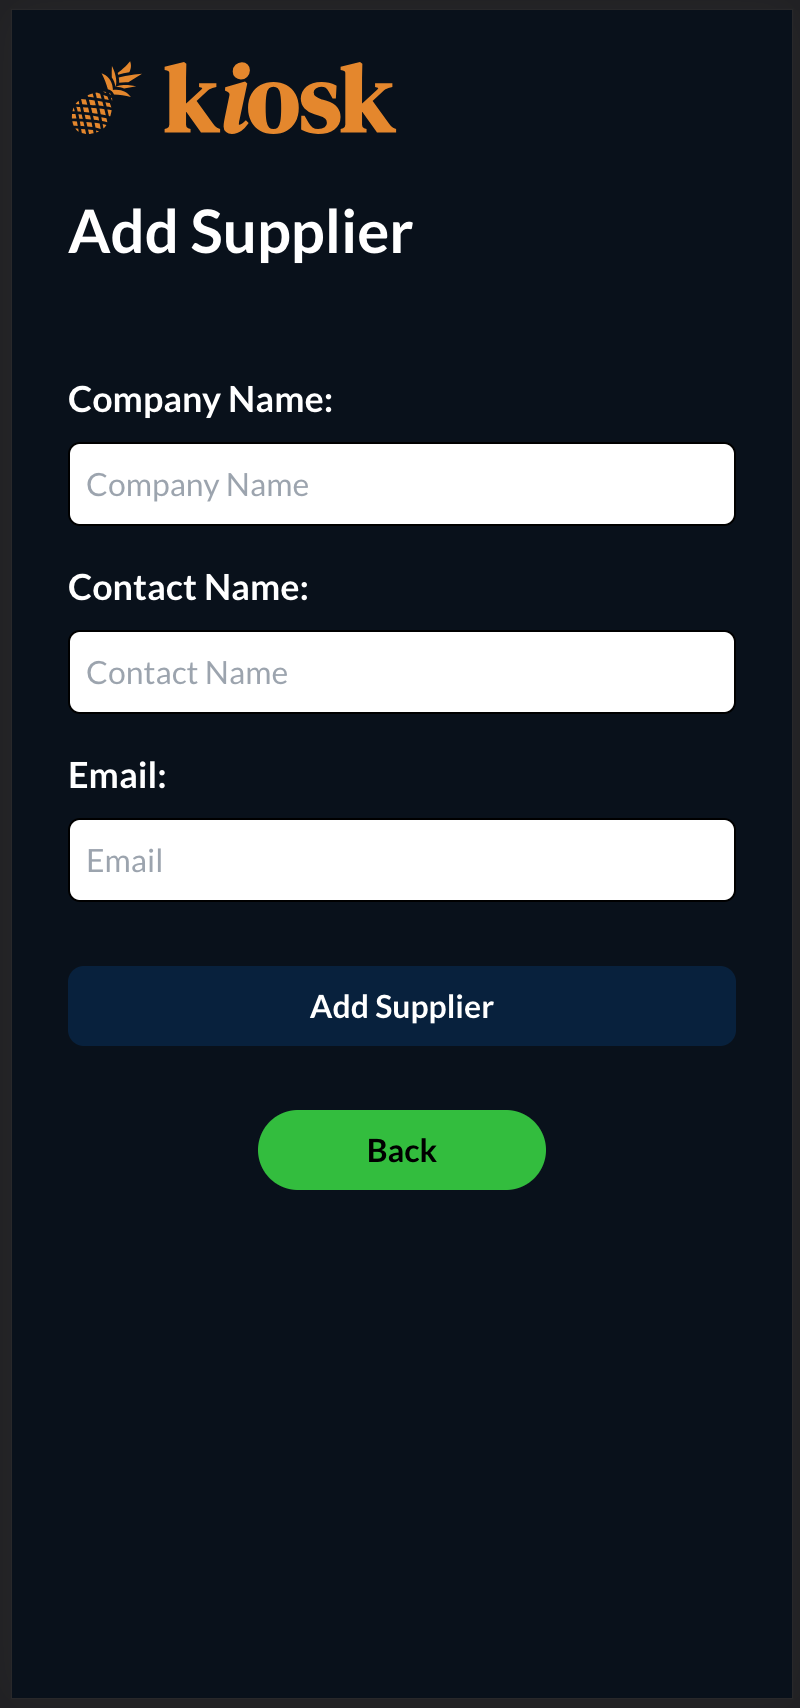 kiosk
Add Supplier
Company Name:
Company Name
Contact Name:
Contact Name
Email:
Email
Add Supplier
Back